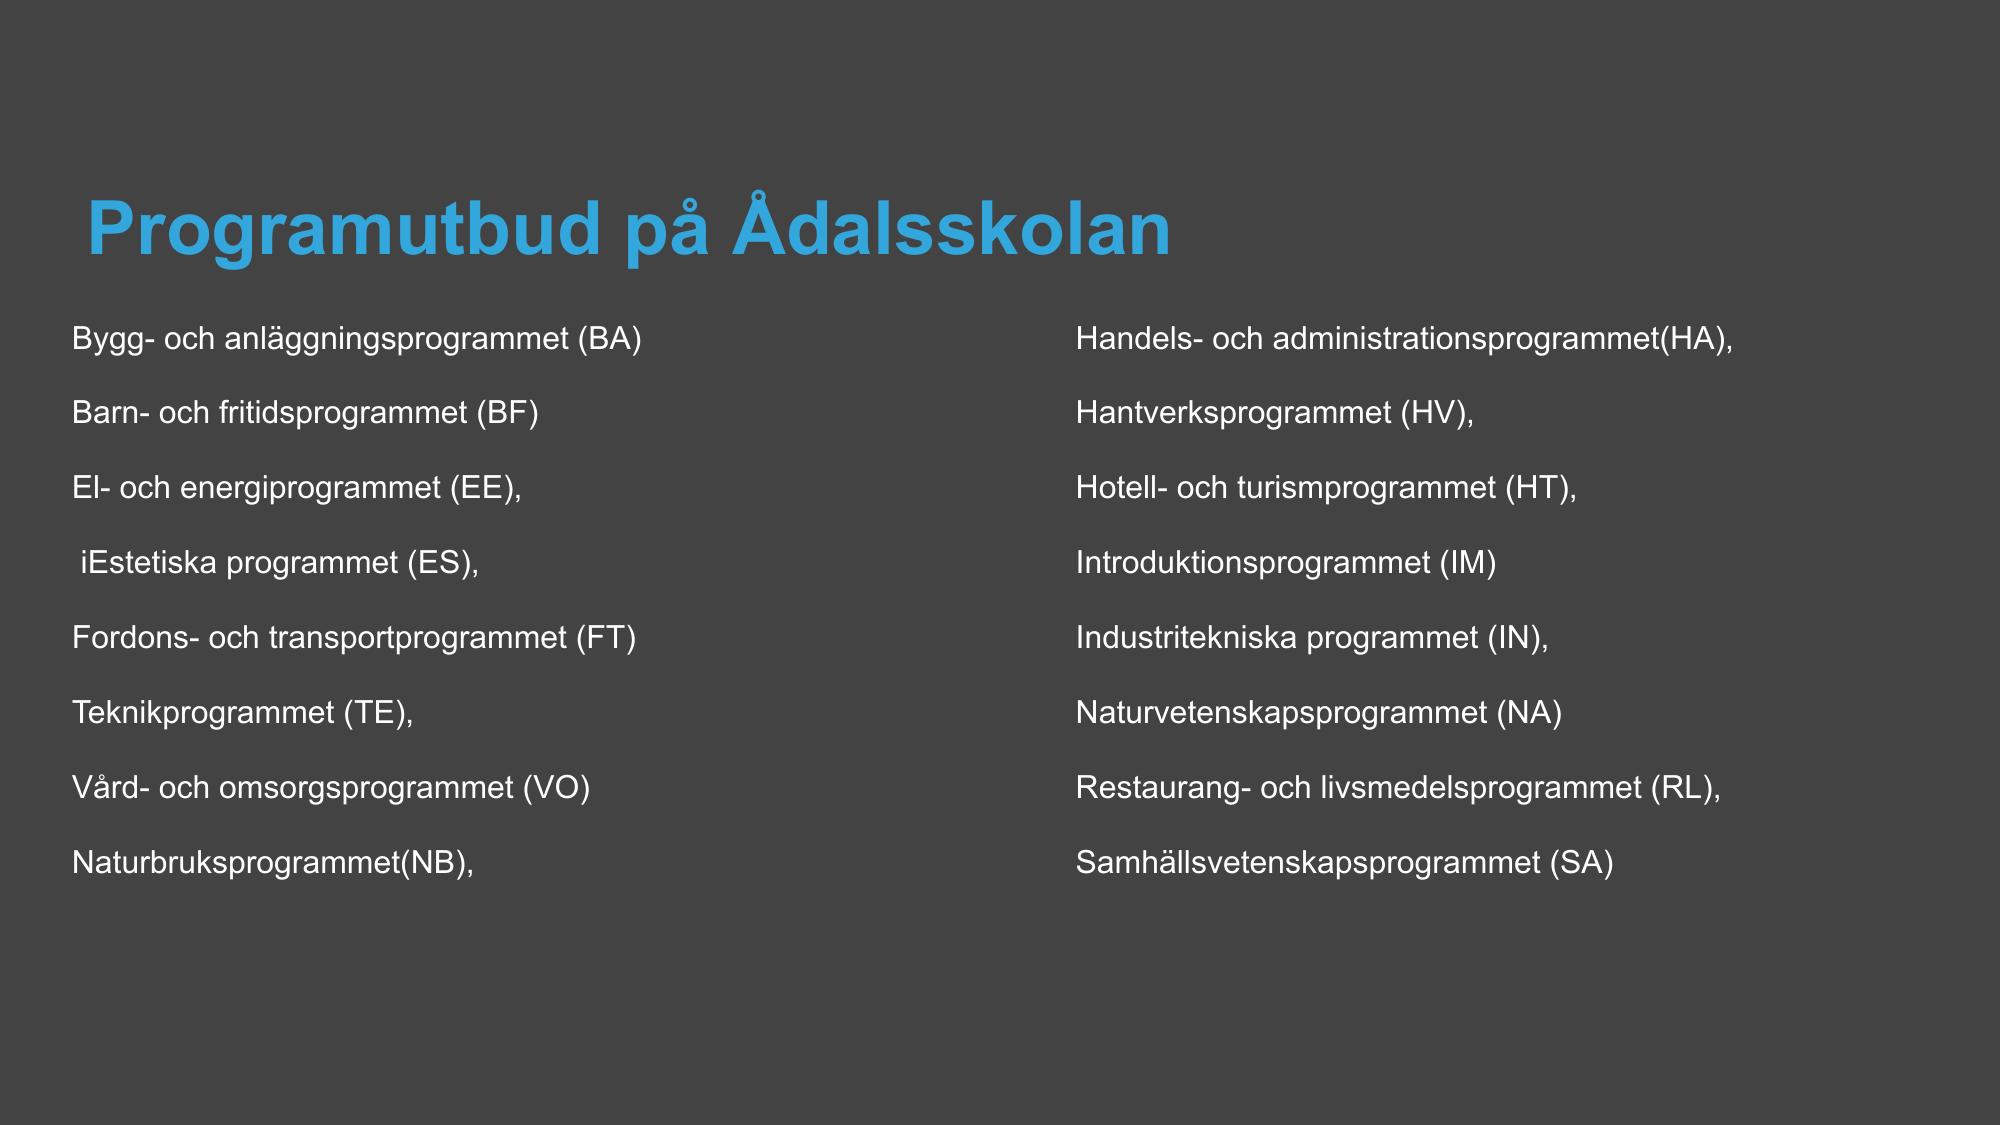 Programutbud på Ådalsskolan
Bygg- och anläggningsprogrammet (BA)
Barn- och fritidsprogrammet (BF)
El- och energiprogrammet (EE),
iEstetiska programmet (ES),
Fordons- och transportprogrammet (FT)
Teknikprogrammet (TE),
Vård- och omsorgsprogrammet (VO)
Naturbruksprogrammet(NB),
Handels- och administrationsprogrammet(HA),
Hantverksprogrammet (HV),
Hotell- och turismprogrammet (HT),
Introduktionsprogrammet (IM)
Industritekniska programmet (IN),
Naturvetenskapsprogrammet (NA)
Restaurang- och livsmedelsprogrammet (RL),
Samhällsvetenskapsprogrammet (SA)